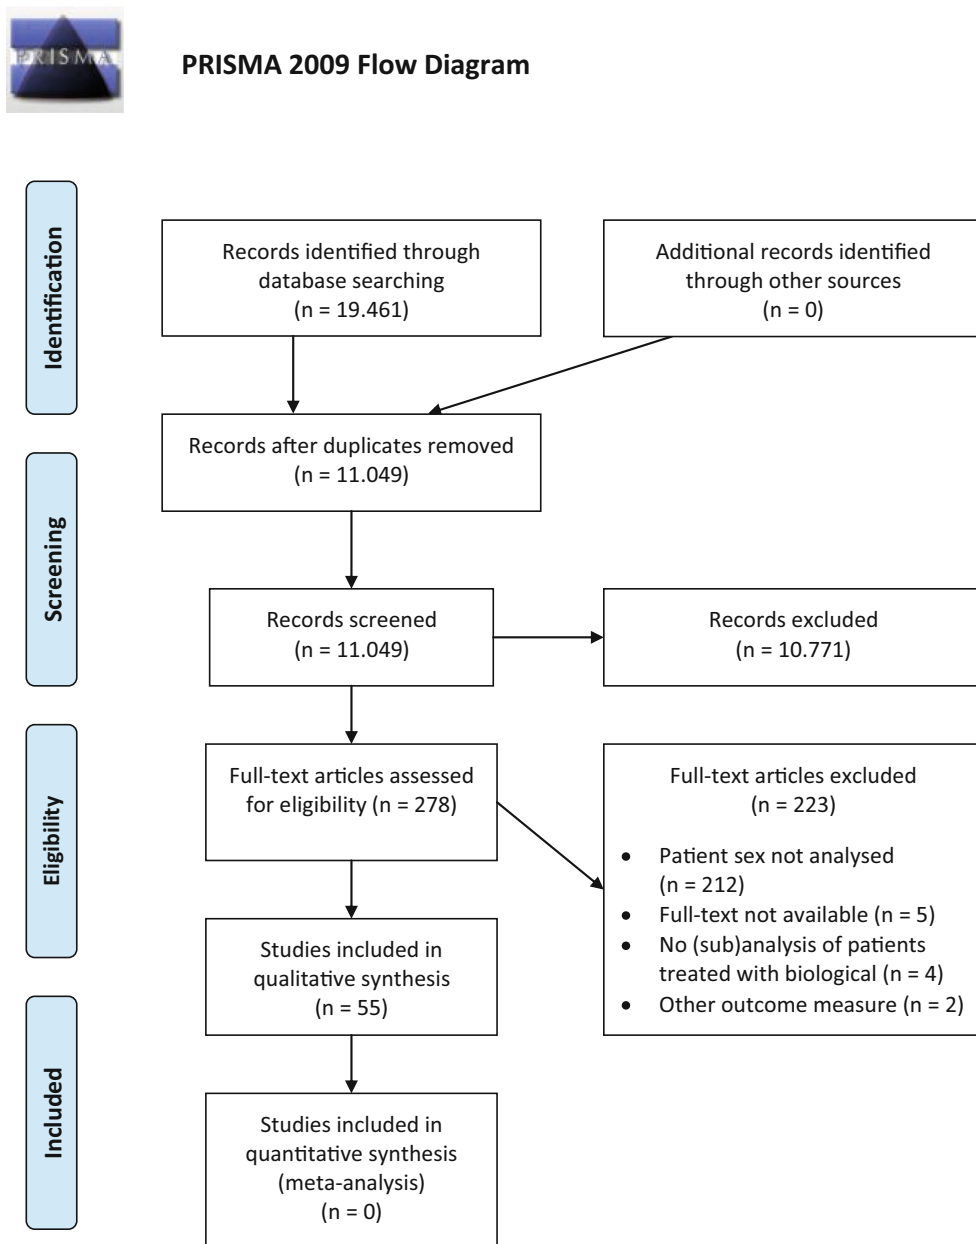 PRISMA
PRISMA 2009 Flow Diagram
Identification
Records identified through
database searching
(n = 19.461)
Additional records identified
through other sources
(n = 0)
Records after duplicates removed
(n = 11.049)
Screening
Records screened
(n = 11.049)
Records excluded
(n = 10.771)
Eligibility
Full-text articles assessed
for eligibility (n = 278)
Full-text articles excluded
(n = 223)
• Patient sex not analysed
(n = 212)
• Full-text not available (n = 5)
• No (sub)analysis of patients
treated with biological (n = 4)
• Other outcome measure (n = 2)
Studies included in
qualitative synthesis
(n = 55)
Included
Studies included in
quantitative synthesis
(meta-analysis)
(n = 0)